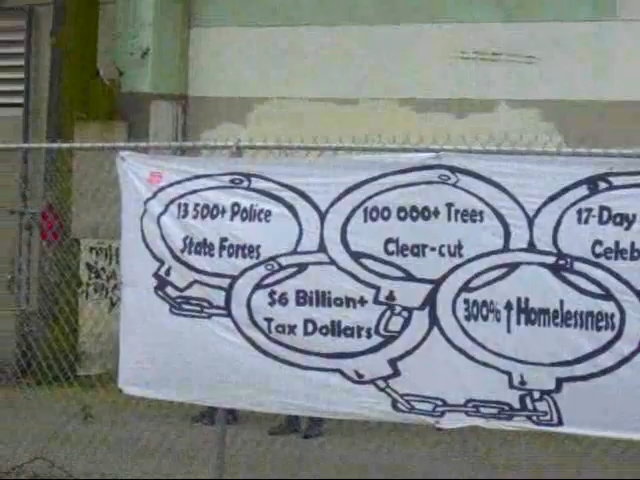 13 500+ Police
State Forces
100 000+ Trees
Clear-cut
17-Day
Celeb
$6 Billion+
Tax Dollars
300% ↑ Homelessness